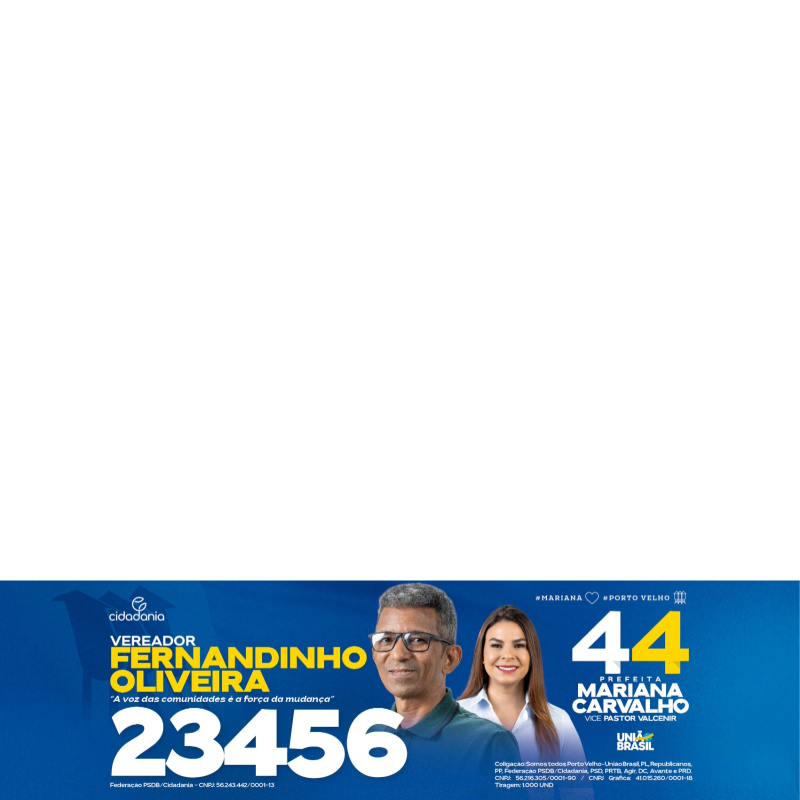 cidadania
VEREADOR
FERNANDINHO
OLIVEIRA
"A voz das comunidades é a força da mudança"
23456
Federação PSDB/Cidadania - CNPJ: 56.243.442/0001-13
#MARIANA #PORTO VELHO
44
PREFEITA
MARIANA
CARVALHO
VICE PASTOR VALCENIR
UNIÃO
BRASIL
Coligação: Somos todos Porto Velho - União Brasil, PL, Republicanos,
PP, Federação PSDB/Cidadania, PSD, PRTB, Agir, DC, Avante e PRD.
CNPJ: 56.216.305/0001-90 / CNPJ Gráfica: 41.015.260/0001-18
Tiragem: 1.000 UND